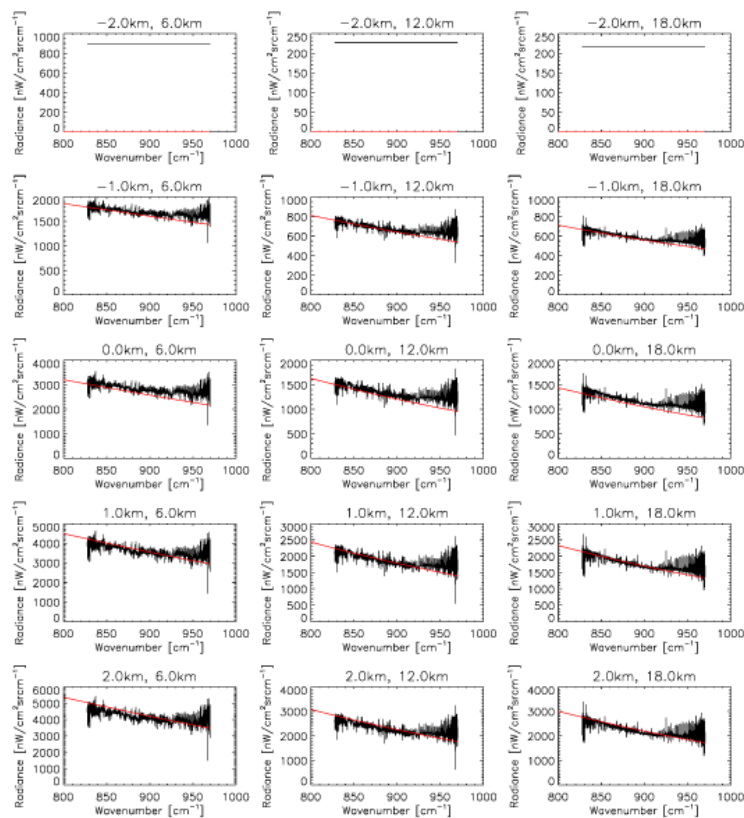 −2.0km, 6.0km −2.0km, 12.0km −2.0km, 18.0km
Radiance [nW/cm²srcm⁻¹] Radiance [nW/cm²srcm⁻¹] Radiance [nW/cm²srcm⁻¹]
1000 250 250
800 200 200
600 150 150
400 100 100
200 50 50
0 0 0
800 850 900 950 1000 800 850 900 950 1000 800 850 900 950 1000
Wavenumber [cm⁻¹] Wavenumber [cm⁻¹] Wavenumber [cm⁻¹]
−1.0km, 6.0km −1.0km, 12.0km −1.0km, 18.0km
Radiance [nW/cm²srcm⁻¹] Radiance [nW/cm²srcm⁻¹] Radiance [nW/cm²srcm⁻¹]
2000 1000 1000
1500 800 800
1000 600 600
500 400 400
0 200 200
0 0
800 850 900 950 1000 800 850 900 950 1000 800 850 900 950 1000
Wavenumber [cm⁻¹] Wavenumber [cm⁻¹] Wavenumber [cm⁻¹]
0.0km, 6.0km 0.0km, 12.0km 0.0km, 18.0km
Radiance [nW/cm²srcm⁻¹] Radiance [nW/cm²srcm⁻¹] Radiance [nW/cm²srcm⁻¹]
4000 2000 2000
3000 1500 1500
2000 1000 1000
1000 500 500
0 0 0
800 850 900 950 1000 800 850 900 950 1000 800 850 900 950 1000
Wavenumber [cm⁻¹] Wavenumber [cm⁻¹] Wavenumber [cm⁻¹]
1.0km, 6.0km 1.0km, 12.0km 1.0km, 18.0km
Radiance [nW/cm²srcm⁻¹] Radiance [nW/cm²srcm⁻¹] Radiance [nW/cm²srcm⁻¹]
5000 3000 3000
4000 2500 2500
3000 2000 2000
2000 1500 1500
1000 1000 1000
0 500 500
0 0
800 850 900 950 1000 800 850 900 950 1000 800 850 900 950 1000
Wavenumber [cm⁻¹] Wavenumber [cm⁻¹] Wavenumber [cm⁻¹]
2.0km, 6.0km 2.0km, 12.0km 2.0km, 18.0km
Radiance [nW/cm²srcm⁻¹] Radiance [nW/cm²srcm⁻¹] Radiance [nW/cm²srcm⁻¹]
6000 4000 4000
5000 3000 3000
4000 2000 2000
3000 1000 1000
2000 0 0
1000
0
800 850 900 950 1000 800 850 900 950 1000 800 850 900 950 1000
Wavenumber [cm⁻¹] Wavenumber [cm⁻¹] Wavenumber [cm⁻¹]